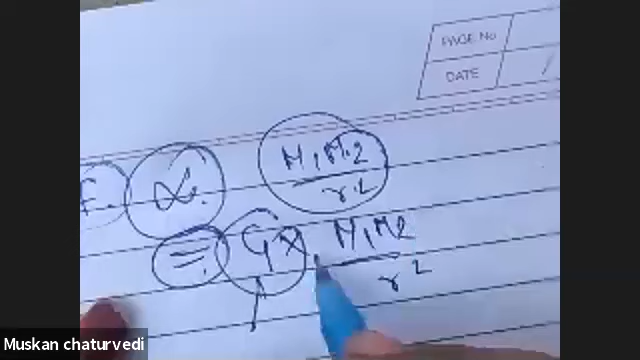 PAGE No
DATE /
F. ∝ M1M2
r2
= G × M1M2
r2
Muskan chaturvedi